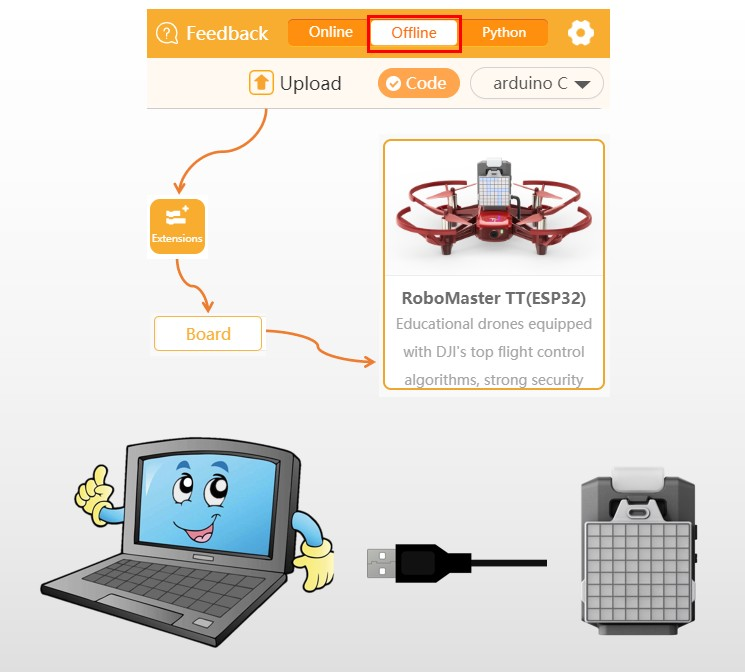 Feedback
Online
Offline
Python
Upload
Code
arduino C
Extensions
Board
RoboMaster TT(ESP32)
Educational drones equipped
with DJI's top flight control
algorithms, strong security